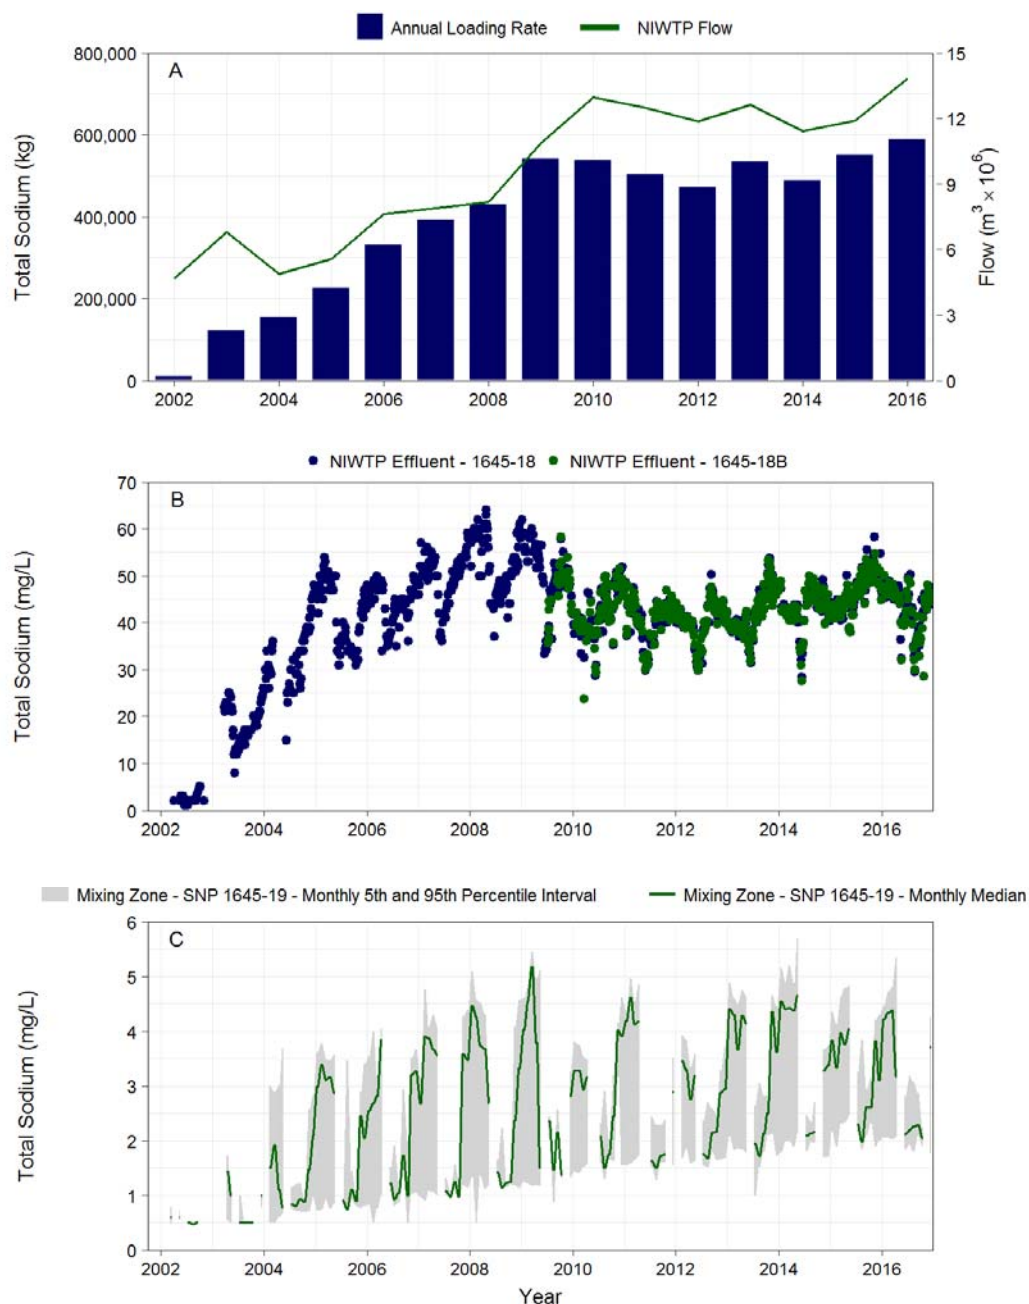 Annual Loading Rate NIWTP Flow
A
800,000
600,000
400,000
200,000
0
Total Sodium (kg)
15
12
9
6
3
0
Flow (m³ × 10⁶)
2002 2004 2006 2008 2010 2012 2014 2016
NIWTP Effluent - 1645-18 NIWTP Effluent - 1645-18B
B
70
60
50
40
30
20
10
0
Total Sodium (mg/L)
2002 2004 2006 2008 2010 2012 2014 2016
Mixing Zone - SNP 1645-19 - Monthly 5th and 95th Percentile Interval Mixing Zone - SNP 1645-19 - Monthly Median
C
6
5
4
3
2
1
0
Total Sodium (mg/L)
2002 2004 2006 2008 2010 2012 2014 2016
Year